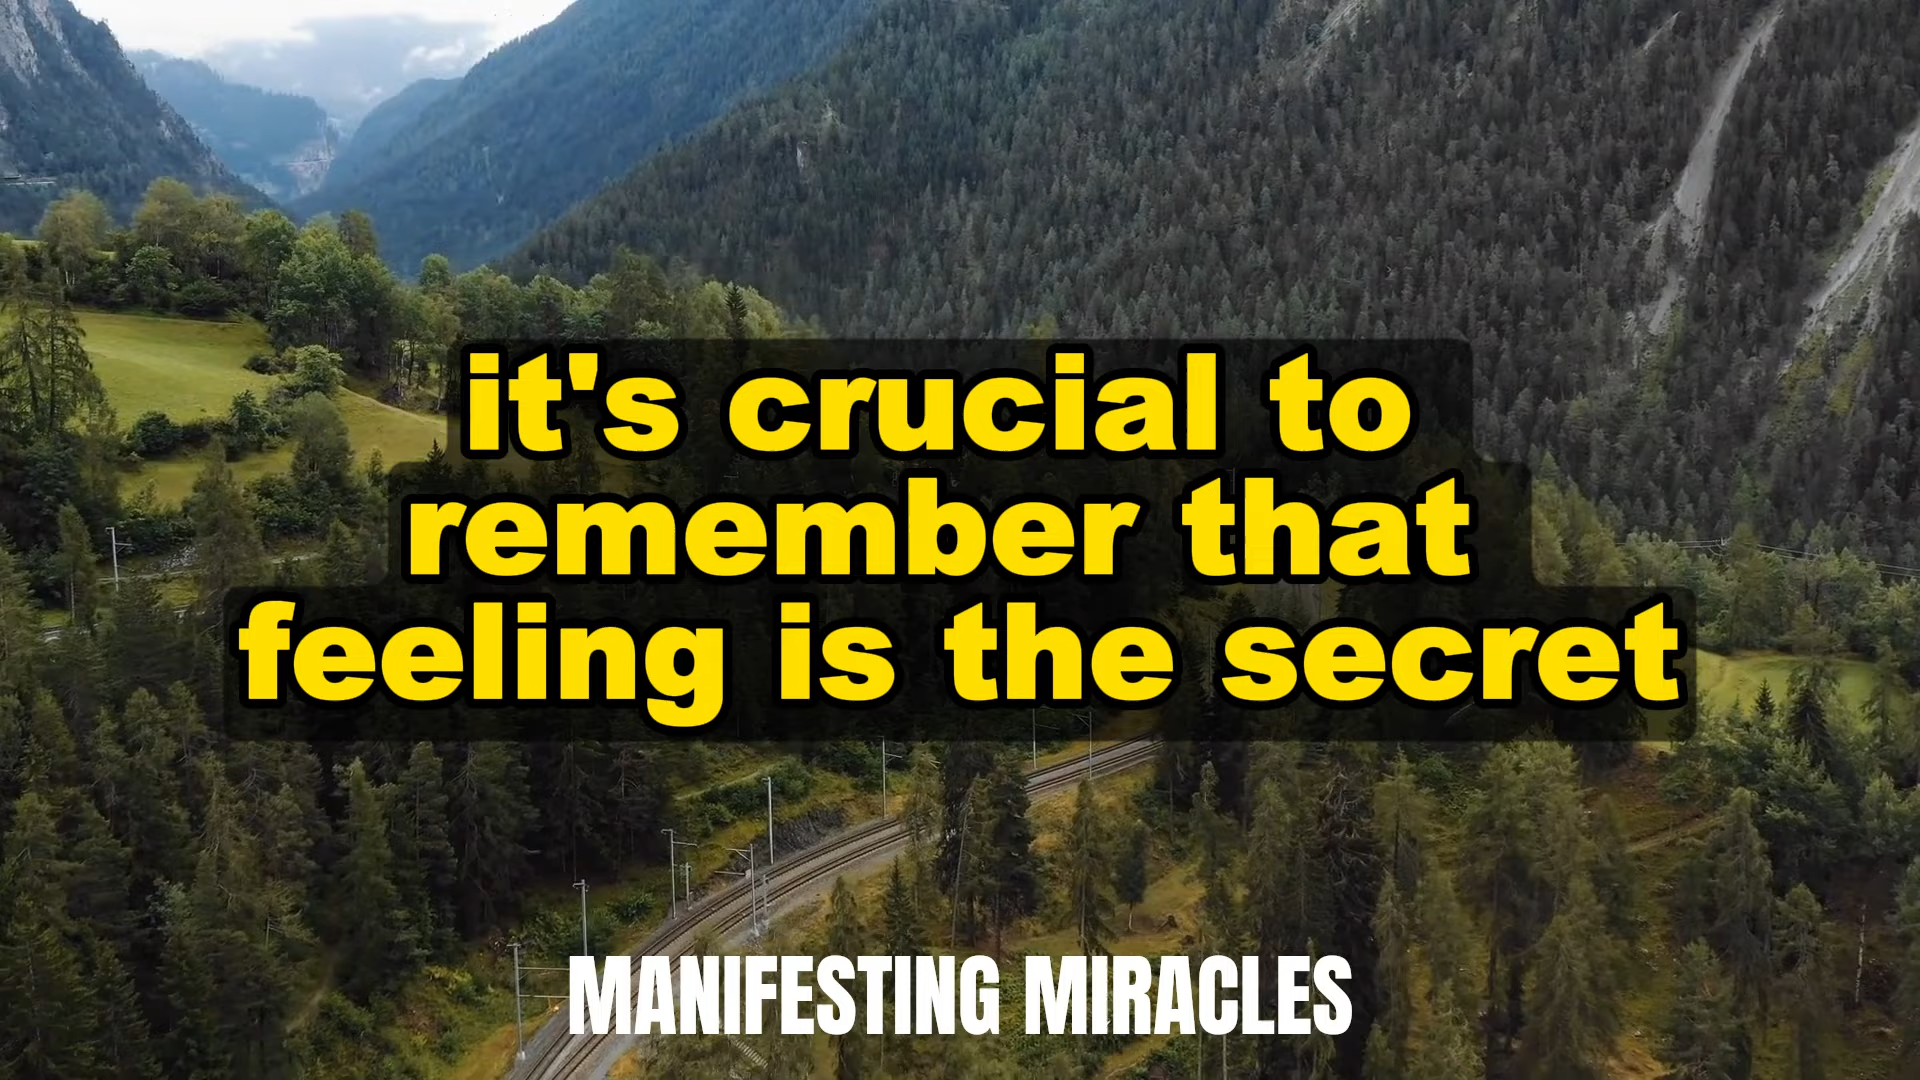 it's crucial to
remember that
feeling is the secret
MANIFESTING MIRACLES